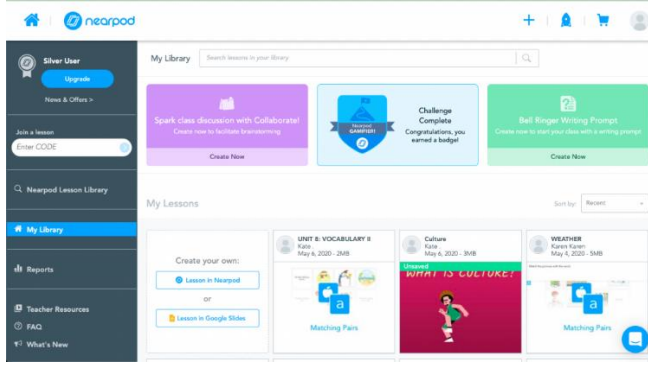 nearpod
Silver User
Upgrade
News & Offers >
Join a lesson
Enter CODE
Nearpod Lesson Library
My Library
Reports
Teacher Resources
FAQ
What's New
My Library
Search lessons in your library
Spark class discussion with Collaborate!
Create now to facilitate brainstorming
Create Now
Nearpod
GAMIFIED!
Challenge
Complete
Congratulations, you
earned a badge!
Bell Ringer Writing Prompt
Create now to start your class with a writing prompt
Create Now
My Lessons
Sort by:
Recent
Create your own:
Lesson in Nearpod
or
Lesson in Google Slides
UNIT 8: VOCABULARY II
Kate .
May 6, 2020 - 2MB
a
Matching Pairs
Culture
Kate .
May 6, 2020 - 3MB
Unsaved
WHAT IS CULTURE?
WEATHER
Karen Karen
May 4, 2020 - 5MB
a
Matching Pairs